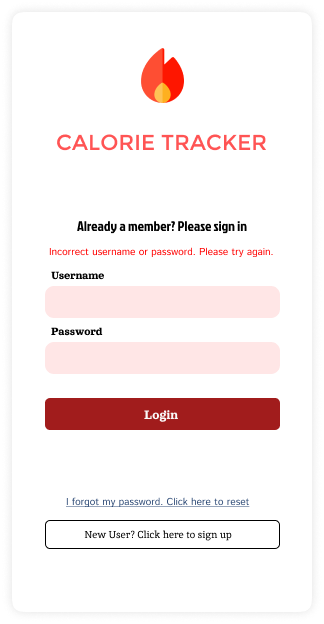 CALORIE TRACKER
Already a member? Please sign in
Incorrect username or password. Please try again.
Username
Password
Login
I forgot my password. Click here to reset
New User? Click here to sign up